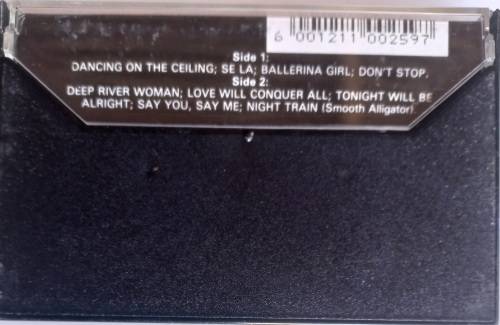 6 001211 002597
Side 1:
DANCING ON THE CEILING; SE LA; BALLERINA GIRL; DON'T STOP.
Side 2:
DEEP RIVER WOMAN; LOVE WILL CONQUER ALL; TONIGHT WILL BE
ALRIGHT; SAY YOU, SAY ME; NIGHT TRAIN (Smooth Alligator)